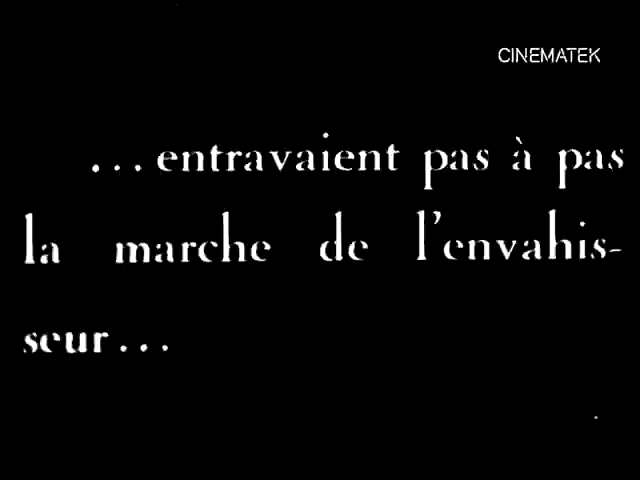 CINEMATEK
...entravaient pas à pas
la marche de l'envahis-
seur...